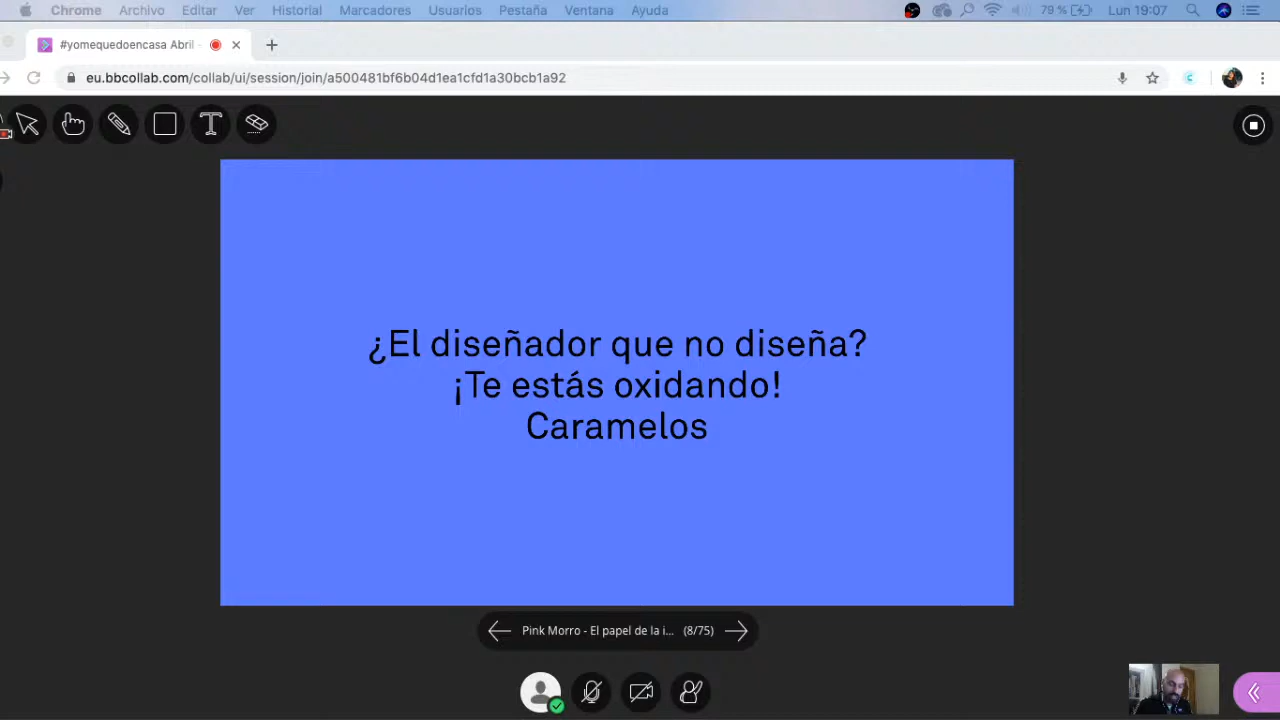 Chrome Archivo Editar Ver Historial Marcadores Usuarios Pestaña Ventana Ayuda 79 % Lun 19:07
#yomequedoencasa Abril -
eu.bbcollab.com/collab/ui/session/join/a500481bf6b04d1ea1cfd1a30bcb1a92
T
¿El diseñador que no diseña?
¡Te estás oxidando!
Caramelos
Pink Morro - El papel de la i... (8/75)